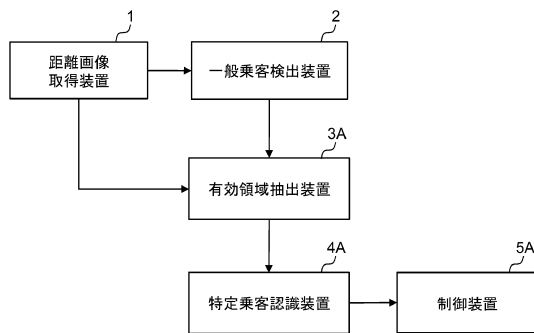 1
距離画像
取得装置
2
一般乗客検出装置
3A
有効領域抽出装置
4A
特定乗客認識装置
5A
制御装置